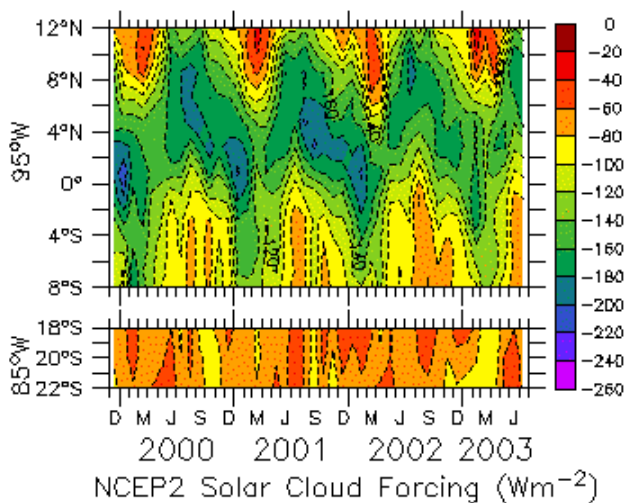 12°N
8°N
4°N
0°
4°S
8°S
95°W
18°S
20°S
22°S
85°W
D M J S D M J S D M J S D M J
2000 2001 2002 2003
NCEP2 Solar Cloud Forcing (Wm-2)
0
-20
-40
-60
-80
-100
-120
-140
-160
-180
-200
-220
-240
-260